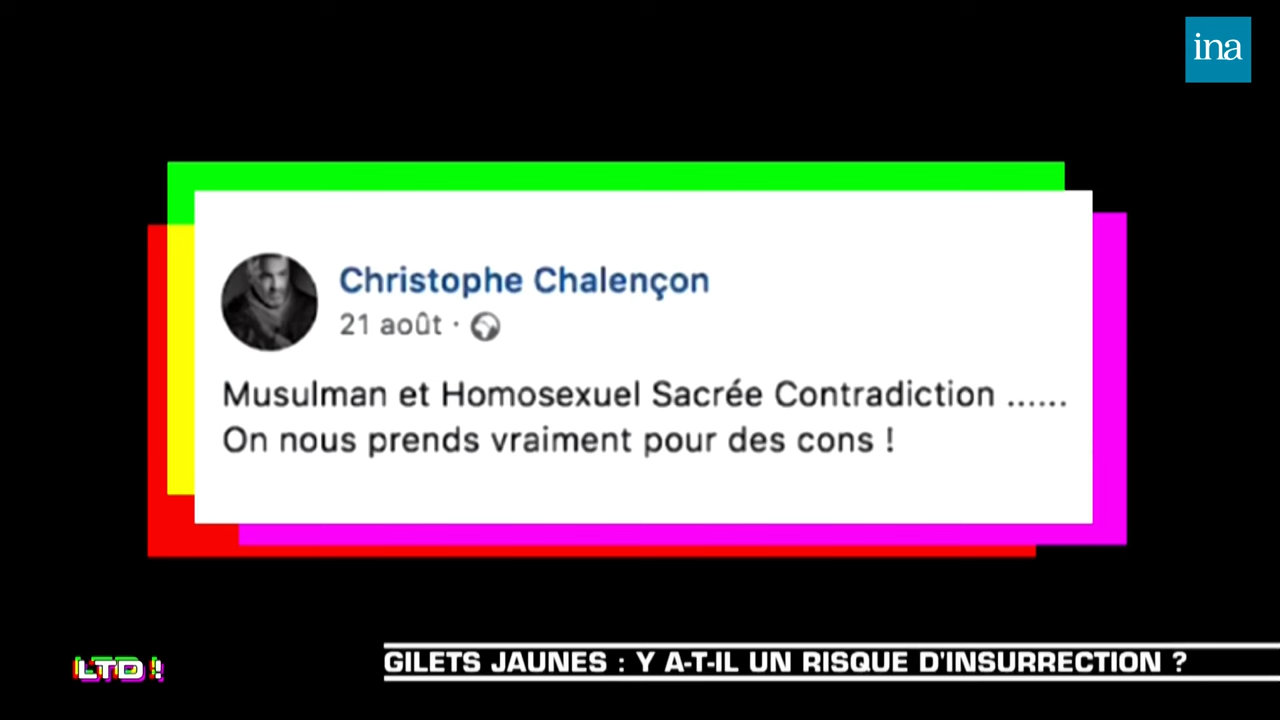 ina
Christophe Chalençon
21 août ·
Musulman et Homosexuel Sacrée Contradiction ......
On nous prends vraiment pour des cons !
LTD !
GILETS JAUNES : Y A-T-IL UN RISQUE D'INSURRECTION ?